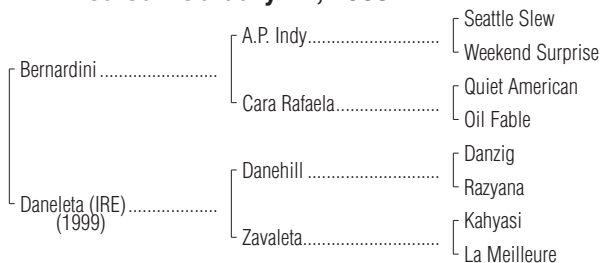 Seattle Slew
A.P. Indy
Weekend Surprise
Bernardini
Quiet American
Cara Rafaela
Oil Fable
Danzig
Danehill
Razyana
Daneleta (IRE)
(1999)
Kahyasi
Zavaleta
La Meilleure